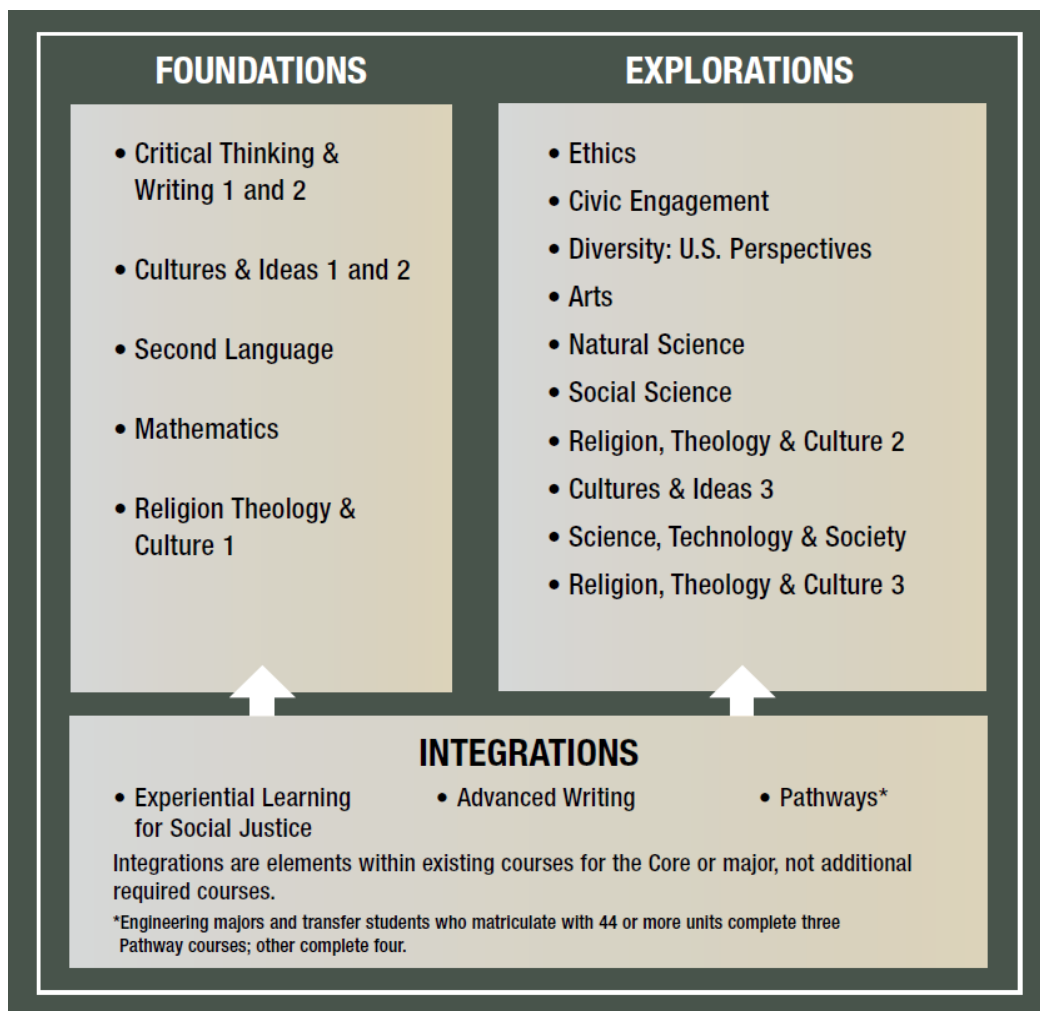 FOUNDATIONS
• Critical Thinking &
Writing 1 and 2
• Cultures & Ideas 1 and 2
• Second Language
• Mathematics
• Religion Theology &
Culture 1
EXPLORATIONS
• Ethics
• Civic Engagement
• Diversity: U.S. Perspectives
• Arts
• Natural Science
• Social Science
• Religion, Theology & Culture 2
• Cultures & Ideas 3
• Science, Technology & Society
• Religion, Theology & Culture 3
INTEGRATIONS
• Experiential Learning
for Social Justice
• Advanced Writing
• Pathways*
Integrations are elements within existing courses for the Core or major, not additional
required courses.
*Engineering majors and transfer students who matriculate with 44 or more units complete three
Pathway courses; other complete four.